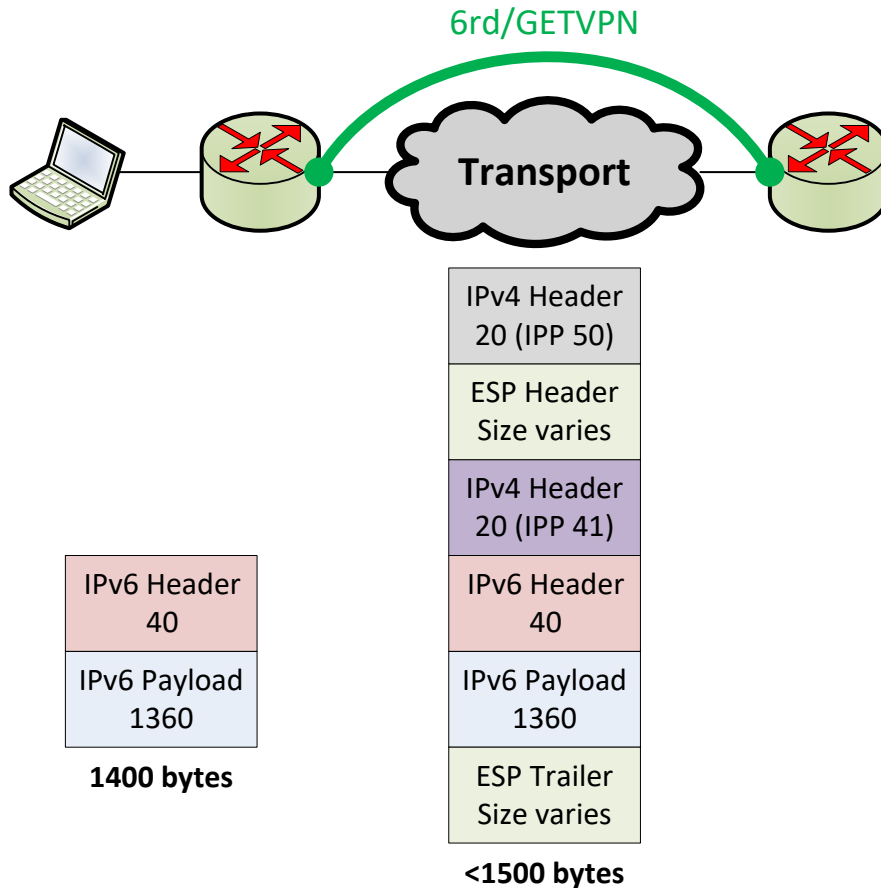 6rd/GETVPN
Transport
IPv4 Header
20 (IPP 50)
ESP Header
Size varies
IPv4 Header
20 (IPP 41)
IPv6 Header
40
IPv6 Payload
1360
1400 bytes
IPv6 Header
40
IPv6 Payload
1360
ESP Trailer
Size varies
<1500 bytes